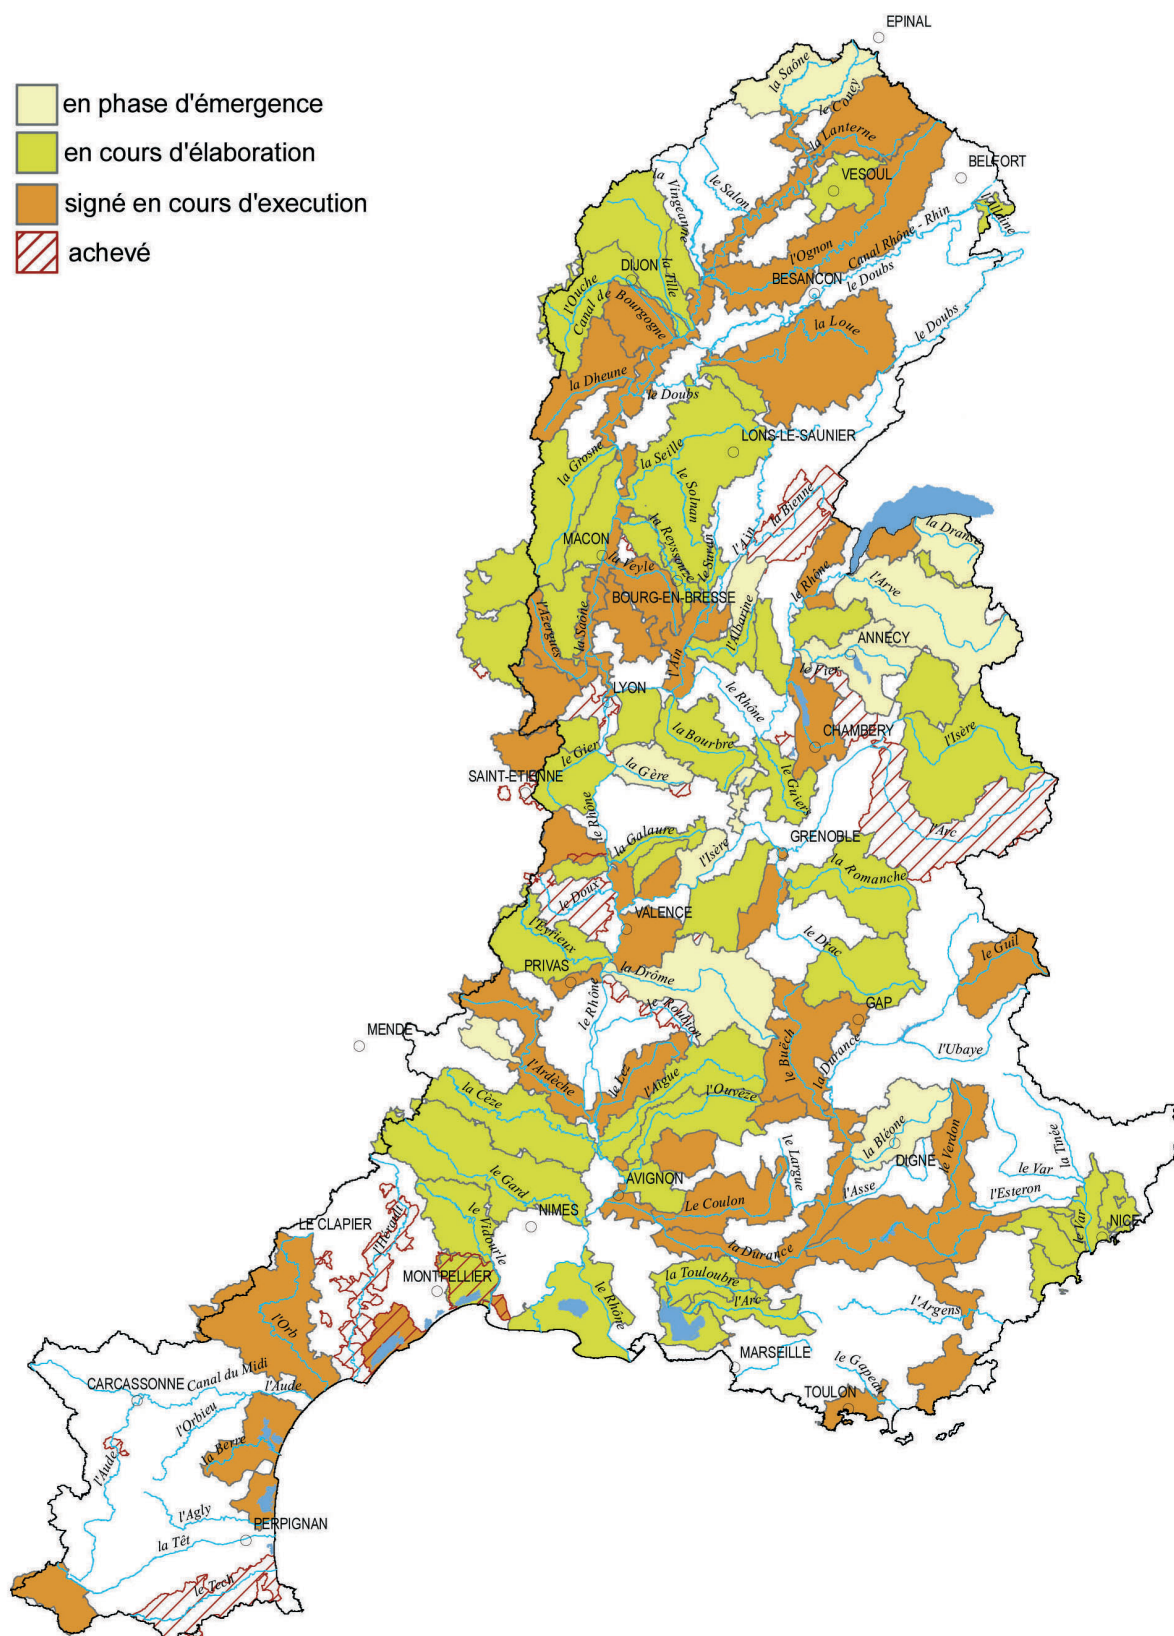 EPINAL
en phase d'émergence
en cours d'élaboration
signé en cours d'execution
achevé
la Saône
le Coney
la Lanterne
BELFORT
VESOUL
le Salon
la Vingeanne
l'Allaine
Canal Rhône - Rhin
l'Ognon
BESANCON
le Doubs
DIJON
la Tille
l'Ouche
Canal de Bourgogne
la Loue
le Doubs
la Dheune
le Doubs
LONS-LE-SAUNIER
la Grosne
la Seille
le Solnan
la Bienne
l'Ain
la Dranse
la Reyssouze
le Suran
MACON
la Veyle
BOURG-EN-BRESSE
le Rhône
l'Arve
l'Albarine
l'Azergues
la Saône
ANNECY
le Fier
l'Ain
LYON
le Rhône
la Bourbre
CHAMBERY
l'Isère
le Gier
la Gère
le Guiers
SAINT-ETIENNE
le Rhône
l'Arc
la Galaure
l'Isère
GRENOBLE
la Romanche
le Doux
VALENCE
l'Eyrieux
le Drac
le Guil
PRIVAS
la Drôme
le Roubion
GAP
le Rhône
MENDE
l'Ubaye
la Durance
le Buëch
l'Ardèche
le Lez
l'Aigue
l'Ouvèze
la Cèze
la Bléone
DIGNE
le Verdon
la Tinée
le Var
l'Esteron
le Largue
l'Asse
AVIGNON
Le Coulon
le Gard
NIMES
le Vidourle
LE CLAPIER
l'Hérault
NICE
le Var
la Durance
MONTPELLIER
le Rhône
la Touloubre
l'Arc
l'Argens
l'Orb
MARSEILLE
le Gapeau
TOULON
Canal du Midi
CARCASSONNE
l'Aude
l'Orbieu
la Berre
l'Aude
l'Agly
PERPIGNAN
la Têt
le Tech